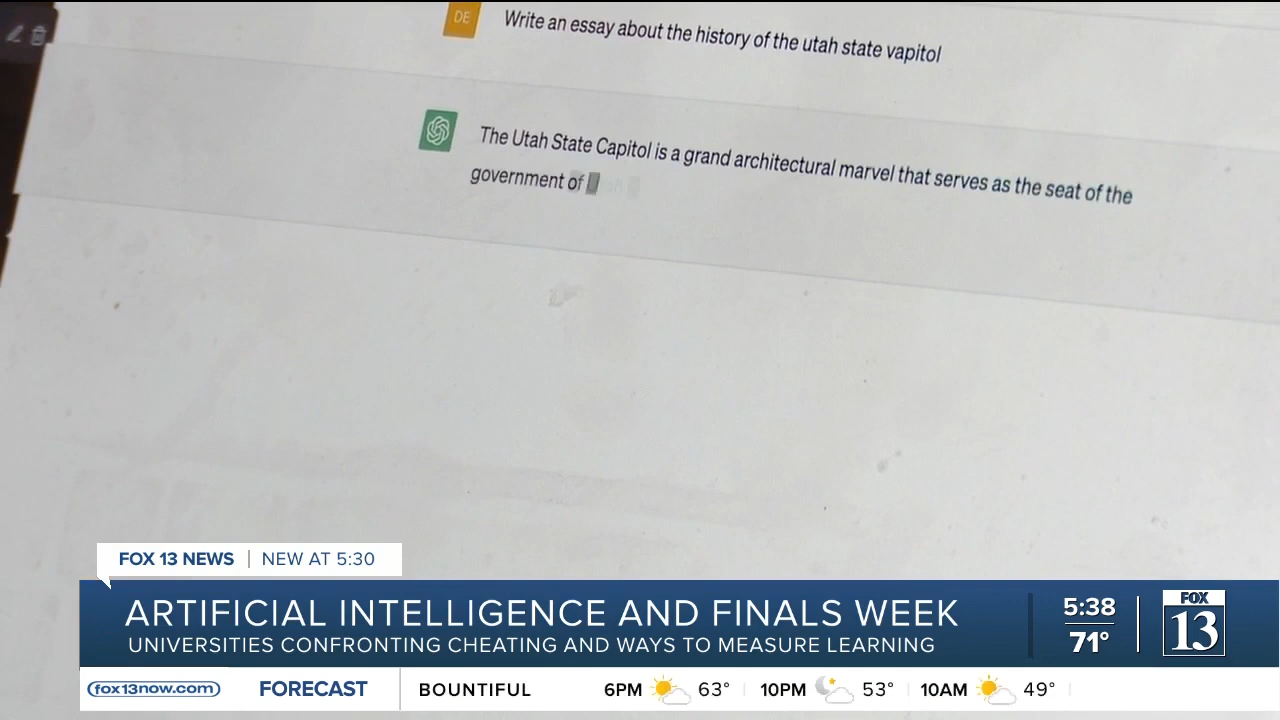 DE
Write an essay about the history of the utah state vapitol
The Utah State Capitol is a grand architectural marvel that serves as the seat of the
government of
FOX 13 NEWS | NEW AT 5:30
ARTIFICIAL INTELLIGENCE AND FINALS WEEK
UNIVERSITIES CONFRONTING CHEATING AND WAYS TO MEASURE LEARNING
5:38
71°
FOX
13
fox13now.com FORECAST BOUNTIFUL 6PM 63° 10PM 53° 10AM 49°